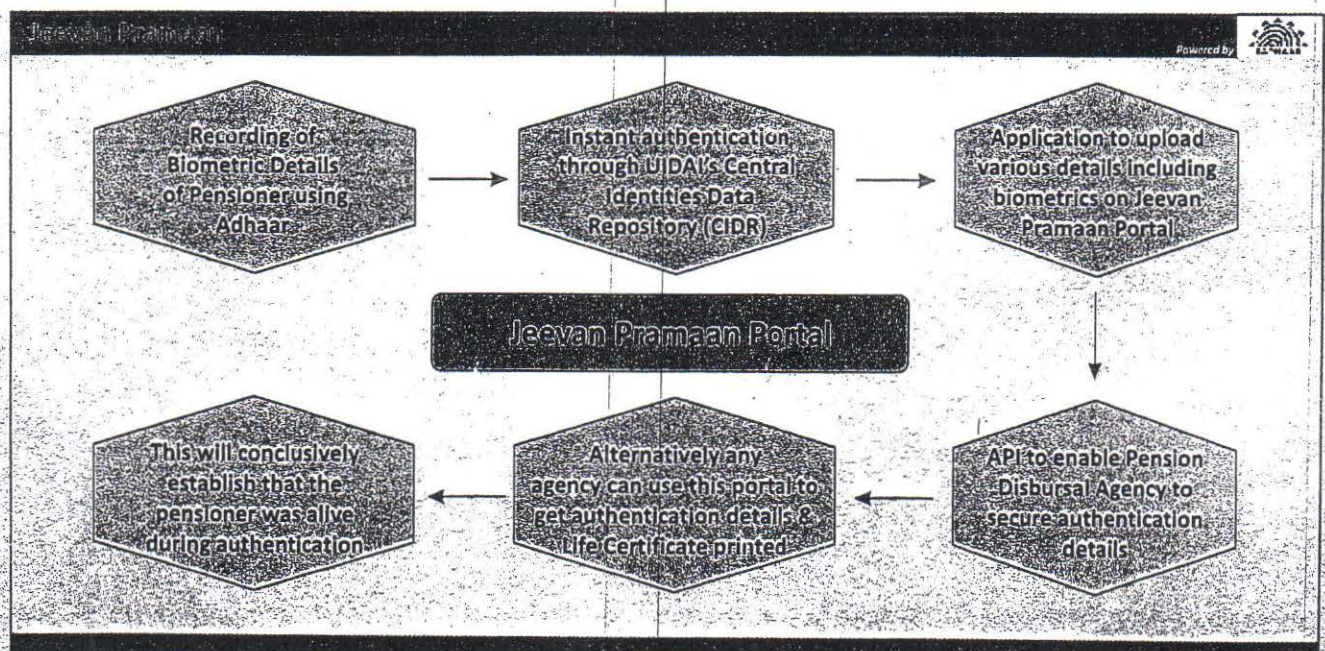 Jeevan Pramaan
Powered by
AADHAAR
Recording of
Biometric Details
of Pensioner using
Adhaar
Instant authentication
through UIDAI's Central
Identities Data
Repository (CIDR)
Application to upload
various details including
biometrics on Jeevan
Pramaan Portal
Jeevan Pramaan Portal
API to enable Pension
Disbursal Agency to
secure authentication
details
Alternatively any
agency can use this portal to
get authentication details &
Life Certificate printed
This will conclusively
establish that the
pensioner was alive
during authentication